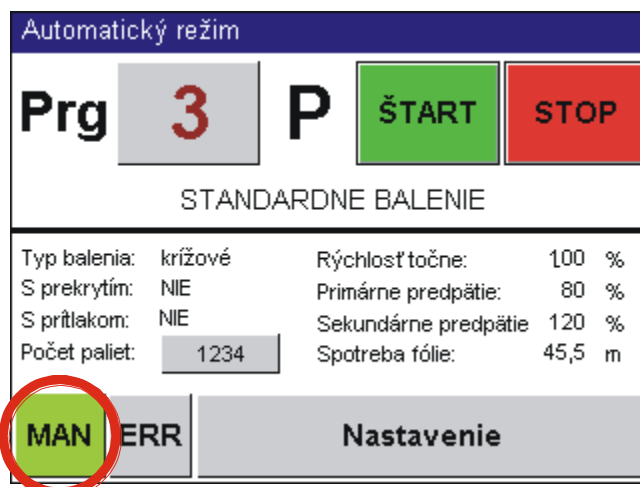 Automatický režim
Prg 3 P ŠTART STOP
STANDARDNE BALENIE
Typ balenia: krížové Rýchlosť točne: 100 %
S prekrytím: NIE Primárne predpätie: 80 %
S prítlakom: NIE Sekundárne predpätie 120 %
Počet paliet: 1234 Spotreba fólie: 45,5 m
MAN ERR Nastavenie